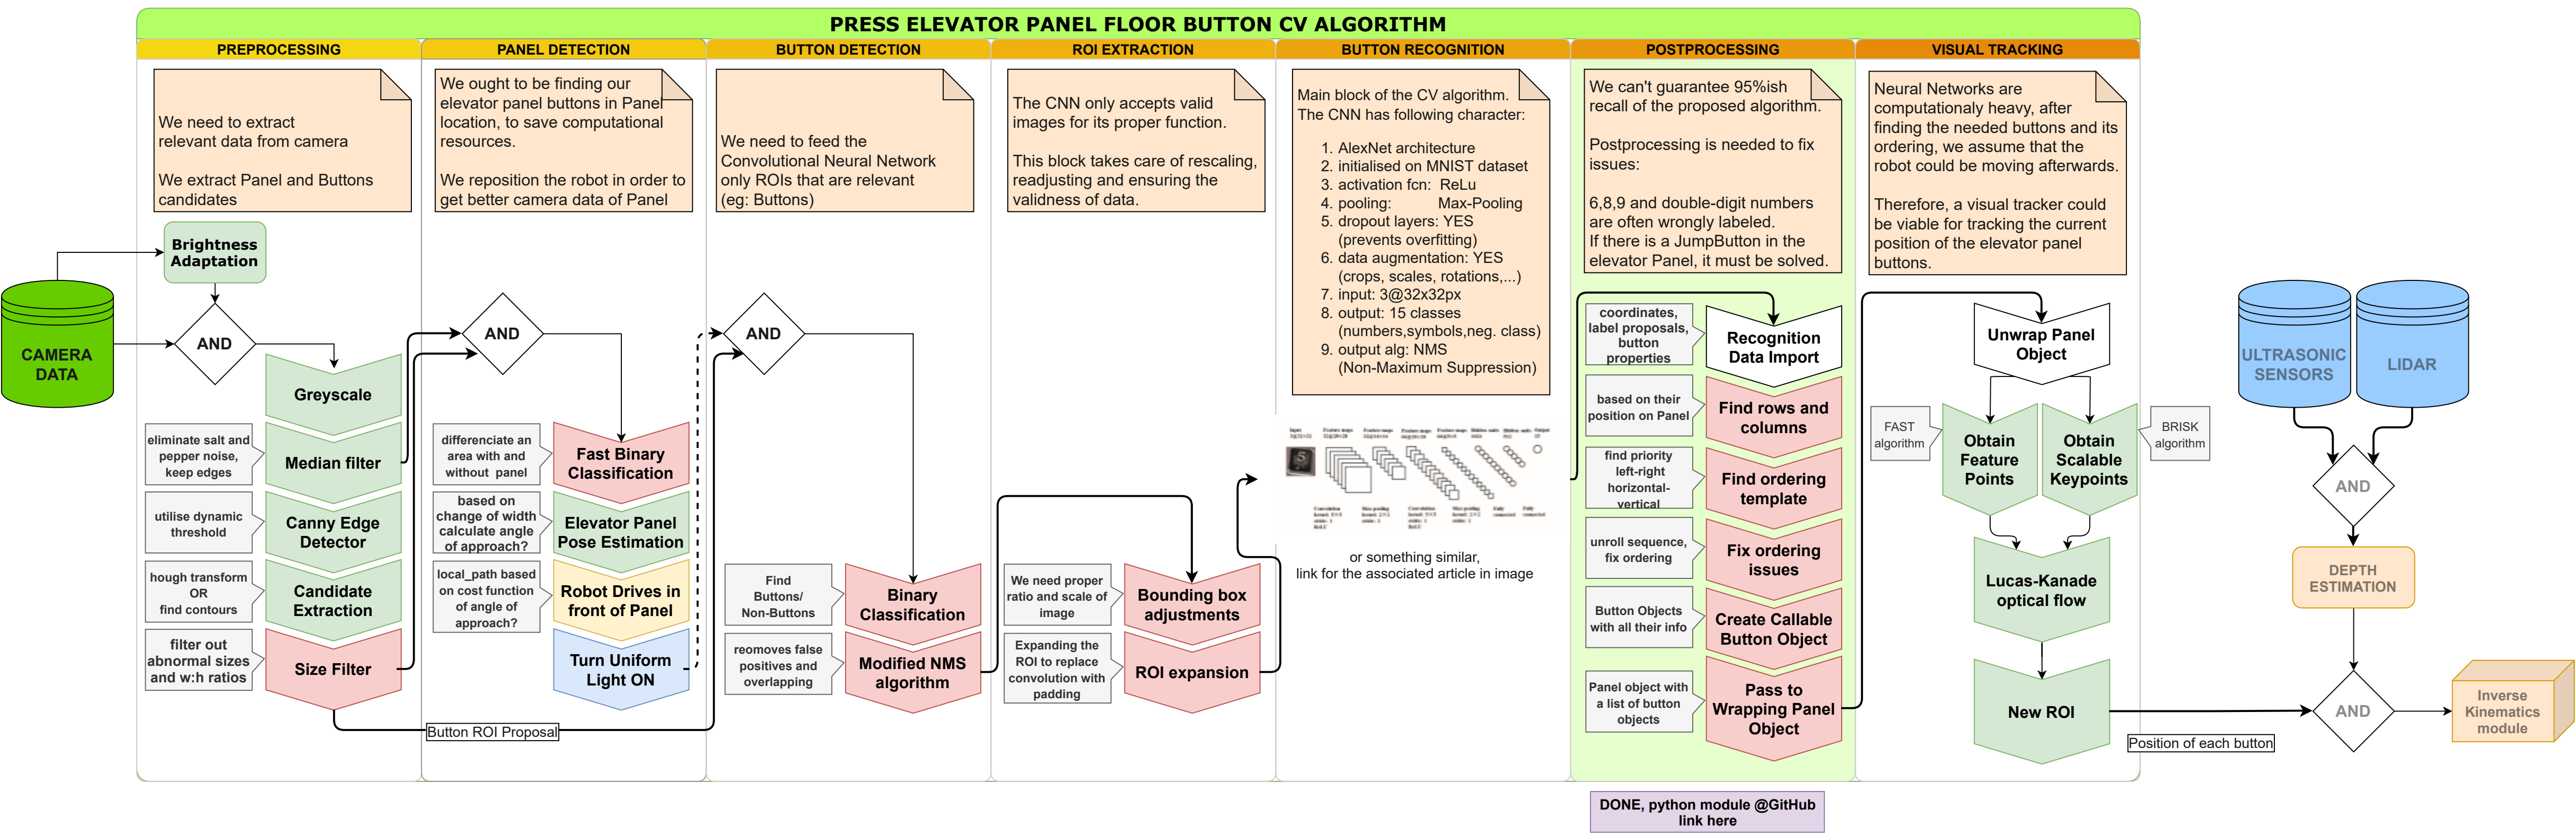 PRESS ELEVATOR PANEL FLOOR BUTTON CV ALGORITHM
PREPROCESSING
We need to extract
relevant data from camera
We extract Panel and Buttons
candidates
CAMERA
DATA
Brightness
Adaptation
AND
Greyscale
eliminate salt and
pepper noise,
keep edges
Median filter
utilise dynamic
threshold
Canny Edge
Detector
hough transform
OR
find contours
Candidate
Extraction
filter out
abnormal sizes
and w:h ratios
Size Filter
Button ROI Proposal
PANEL DETECTION
We ought to be finding our
elevator panel buttons in Panel
location, to save computational
resources.
We reposition the robot in order to
get better camera data of Panel
AND
differenciate an
area with and
without panel
Fast Binary
Classification
based on
change of width
calculate angle
of approach?
Elevator Panel
Pose Estimation
local_path based
on cost function
of angle of
approach?
Robot Drives in
front of Panel
Turn Uniform
Light ON
BUTTON DETECTION
We need to feed the
Convolutional Neural Network
only ROIs that are relevant
(eg: Buttons)
AND
Find
Buttons/
Non-Buttons
Binary
Classification
reomoves false
positives and
overlapping
Modified NMS
algorithm
ROI EXTRACTION
The CNN only accepts valid
images for its proper function.
This block takes care of rescaling,
readjusting and ensuring the
validness of data.
We need proper
ratio and scale of
image
Bounding box
adjustments
Expanding the
ROI to replace
convolution with
padding
ROI expansion
BUTTON RECOGNITION
Main block of the CV algorithm.
The CNN has following character:
1. AlexNet architecture
2. initialised on MNIST dataset
3. activation fcn: ReLu
4. pooling: Max-Pooling
5. dropout layers: YES
(prevents overfitting)
6. data augmentation: YES
(crops, scales, rotations,...)
7. input: 3@32x32px
8. output: 15 classes
(numbers,symbols,neg. class)
9. output alg: NMS
(Non-Maximum Suppression)
or something similar,
link for the associated article in image
POSTPROCESSING
We can't guarantee 95%ish
recall of the proposed algorithm.
Postprocessing is needed to fix
issues:
6,8,9 and double-digit numbers
are often wrongly labeled.
If there is a JumpButton in the
elevator Panel, it must be solved.
coordinates,
label proposals,
button
properties
Recognition
Data Import
based on their
position on Panel
Find rows and
columns
find priority
left-right
horizontal-
vertical
Find ordering
template
unroll sequence,
fix ordering
Fix ordering
issues
Button Objects
with all their info
Create Callable
Button Object
Panel object with
a list of button
objects
Pass to
Wrapping Panel
Object
DONE, python module @GitHub
link here
VISUAL TRACKING
Neural Networks are
computationaly heavy, after
finding the needed buttons and its
ordering, we assume that the
robot could be moving afterwards.
Therefore, a visual tracker could
be viable for tracking the current
position of the elevator panel
buttons.
Unwrap Panel
Object
FAST
algorithm
Obtain
Feature
Points
Obtain
Scalable
Keypoints
BRISK
algorithm
Lucas-Kanade
optical flow
New ROI
Position of each button
ULTRASONIC
SENSORS
LIDAR
AND
DEPTH
ESTIMATION
AND
Inverse
Kinematics
module